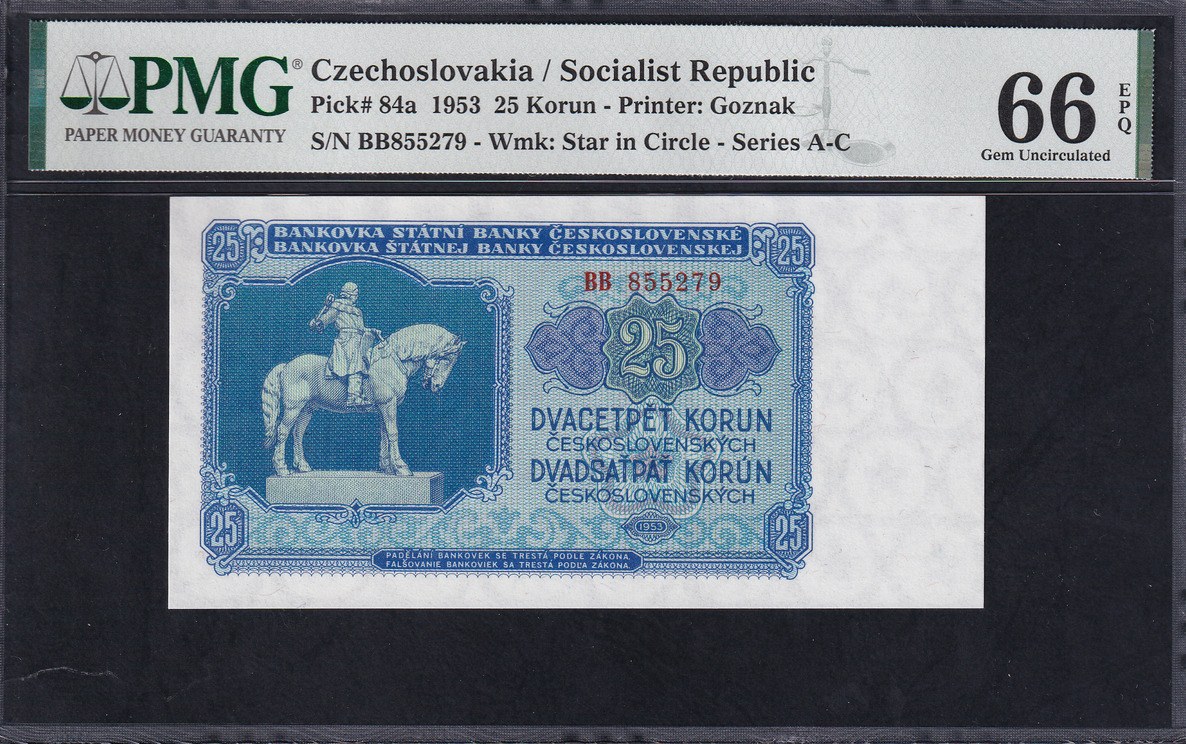 PMG®
PAPER MONEY GUARANTY
Czechoslovakia / Socialist Republic
Pick# 84a 1953 25 Korun - Printer: Goznak
S/N BB855279 - Wmk: Star in Circle - Series A-C
66
EPQ
Gem Uncirculated
25
BANKOVKA STÁTNÍ BANKY ČESKOSLOVENSKÉ
BANKOVKA ŠTÁTNEJ BANKY ČESKOSLOVENSKEJ
25
BB 855279
25
DVACETPĚT KORUN
ČESKOSLOVENSKÝCH
DVADSAŤPÄŤ KORÚN
ČESKOSLOVENSKÝCH
1953
25
25
PADĚLÁNÍ BANKOVEK SE TRESTÁ PODLE ZÁKONA.
FALŠOVANIE BANKOVIEK SA TRESTÁ PODĽA ZÁKONA.